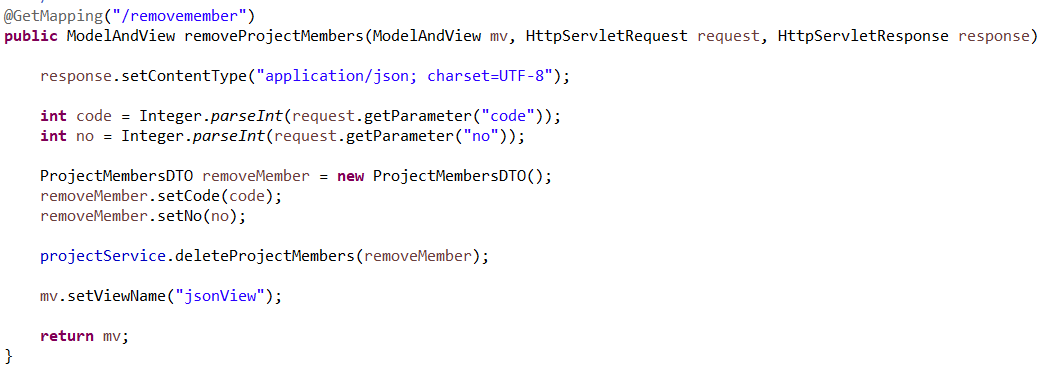 @GetMapping("/removemember")
public ModelAndView removeProjectMembers(ModelAndView mv, HttpServletRequest request, HttpServletResponse response)
response.setContentType("application/json; charset=UTF-8");
int code = Integer.parseInt(request.getParameter("code"));
int no = Integer.parseInt(request.getParameter("no"));
ProjectMembersDTO removeMember = new ProjectMembersDTO();
removeMember.setCode(code);
removeMember.setNo(no);
projectService.deleteProjectMembers(removeMember);
mv.setViewName("jsonView");
return mv;
}